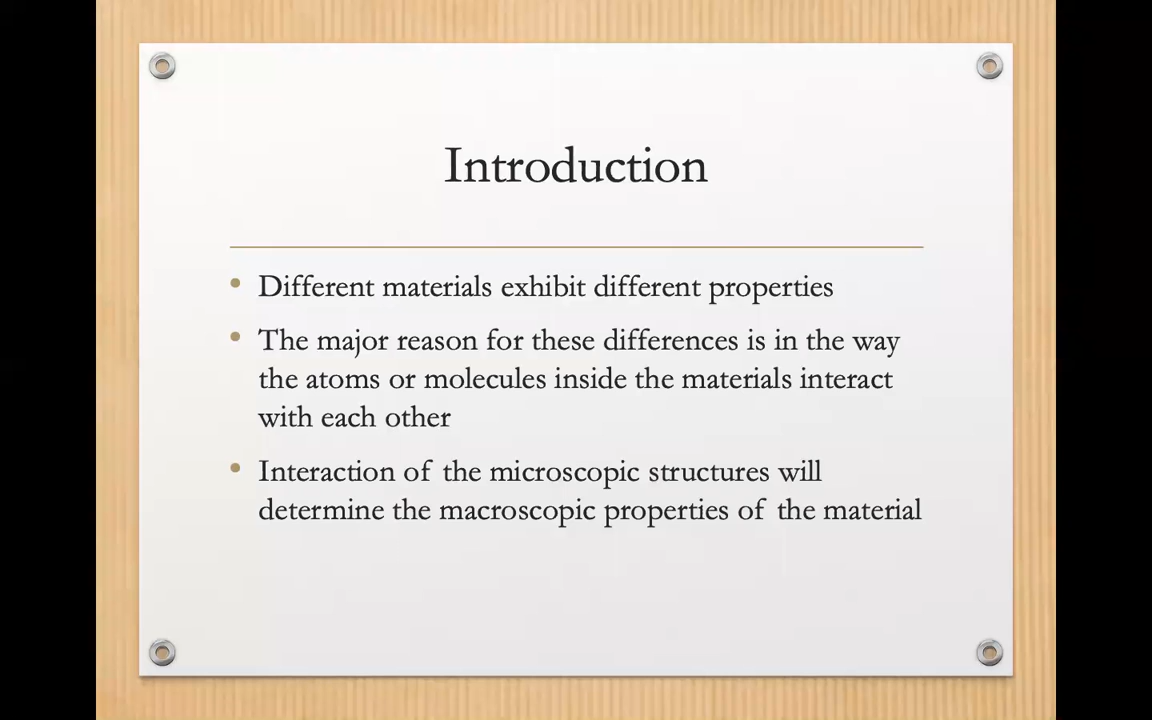 Introduction
• Different materials exhibit different properties
• The major reason for these differences is in the way
the atoms or molecules inside the materials interact
with each other
• Interaction of the microscopic structures will
determine the macroscopic properties of the material